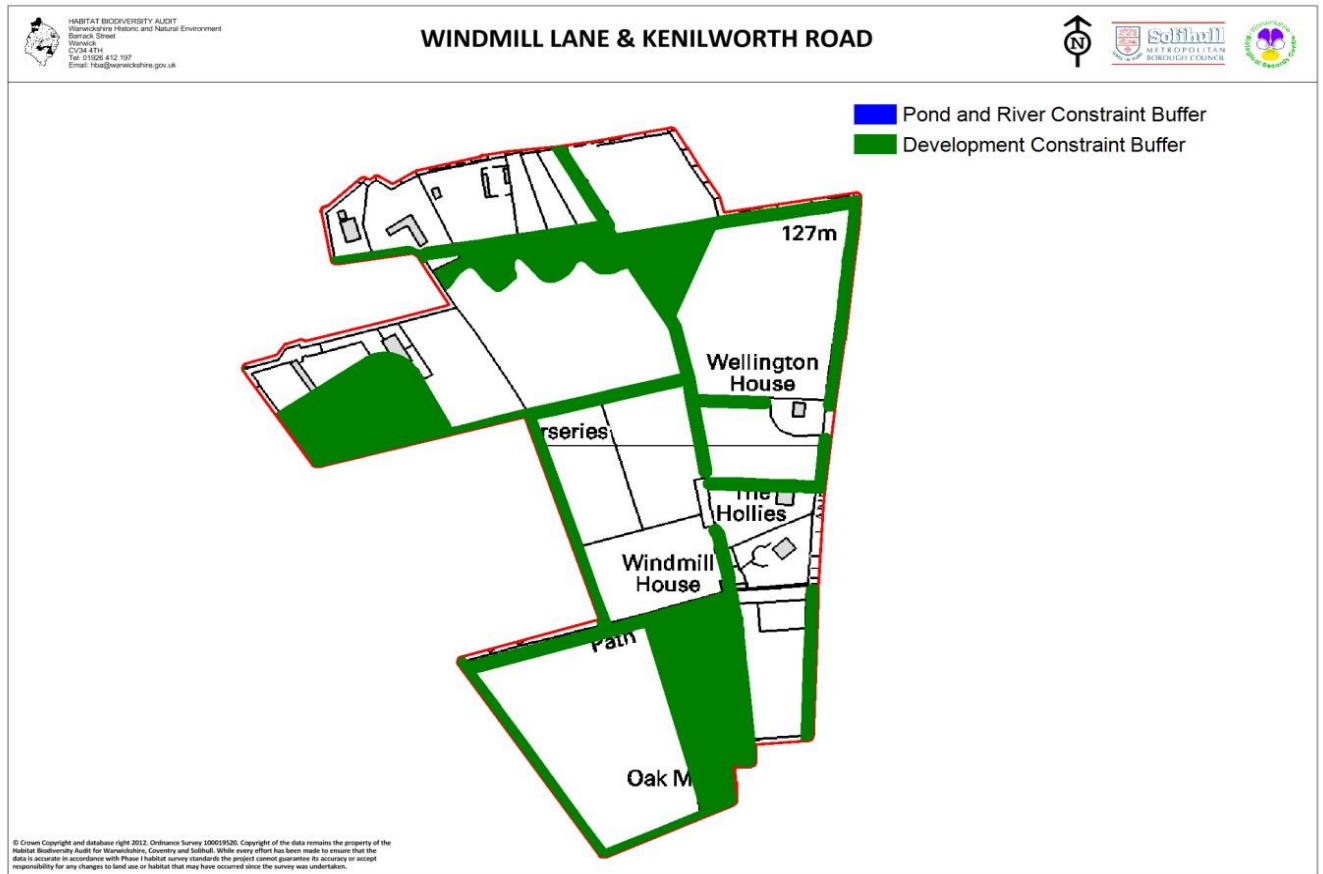 HABITAT BIODIVERSITY AUDIT
Warwickshire Historic and Natural Environment
Barrack Street
Warwick
CV34 4TH
Tel: 01926 412 197
Email: hba@warwickshire.gov.uk
WINDMILL LANE & KENILWORTH ROAD
N
Solihull
METROPOLITAN
BOROUGH COUNCIL
Warwickshire
Biological Records Centre
Pond and River Constraint Buffer
Development Constraint Buffer
127m
Wellington
House
rseries
The
Hollies
Windmill
House
Path
Oak M
© Crown Copyright and database right 2012. Ordnance Survey 100019520. Copyright of the data remains the property of the
Habitat Biodiversity Audit for Warwickshire, Coventry and Solihull. While every effort has been made to ensure that the
data is accurate in accordance with Phase 1 habitat survey standards the project cannot guarantee its accuracy or accept
responsibility for any changes to land use or habitat that may have occurred since the survey was undertaken.